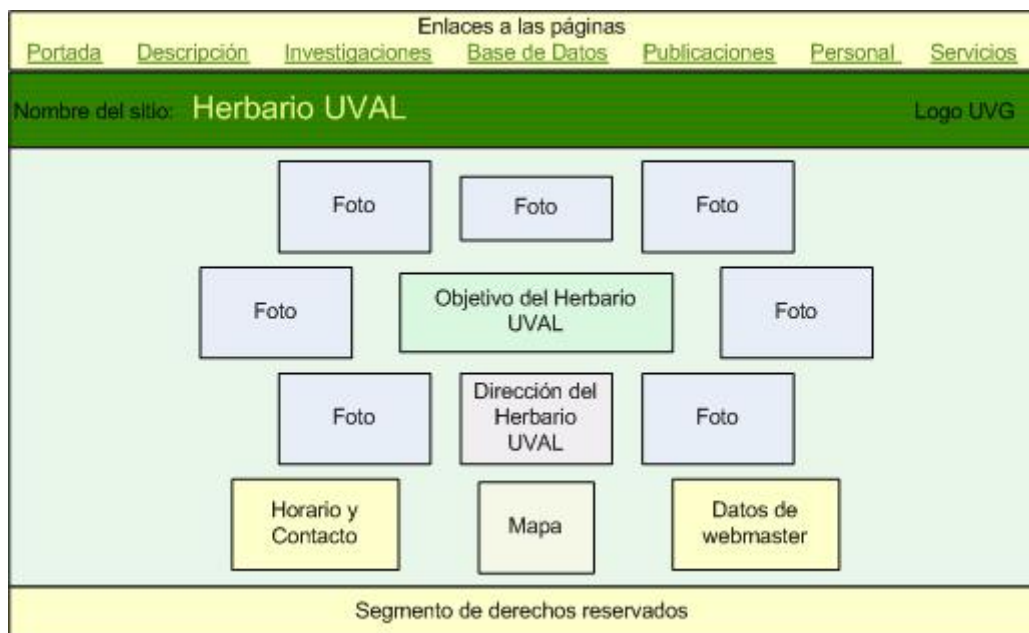 Enlaces a las páginas
Portada Descripción Investigaciones Base de Datos Publicaciones Personal Servicios
Nombre del sitio: Herbario UVAL Logo UVG
Foto Foto Foto
Foto
Objetivo del Herbario
UVAL
Foto
Foto
Dirección del
Herbario
UVAL
Foto
Horario y
Contacto
Mapa
Datos de
webmaster
Segmento de derechos reservados